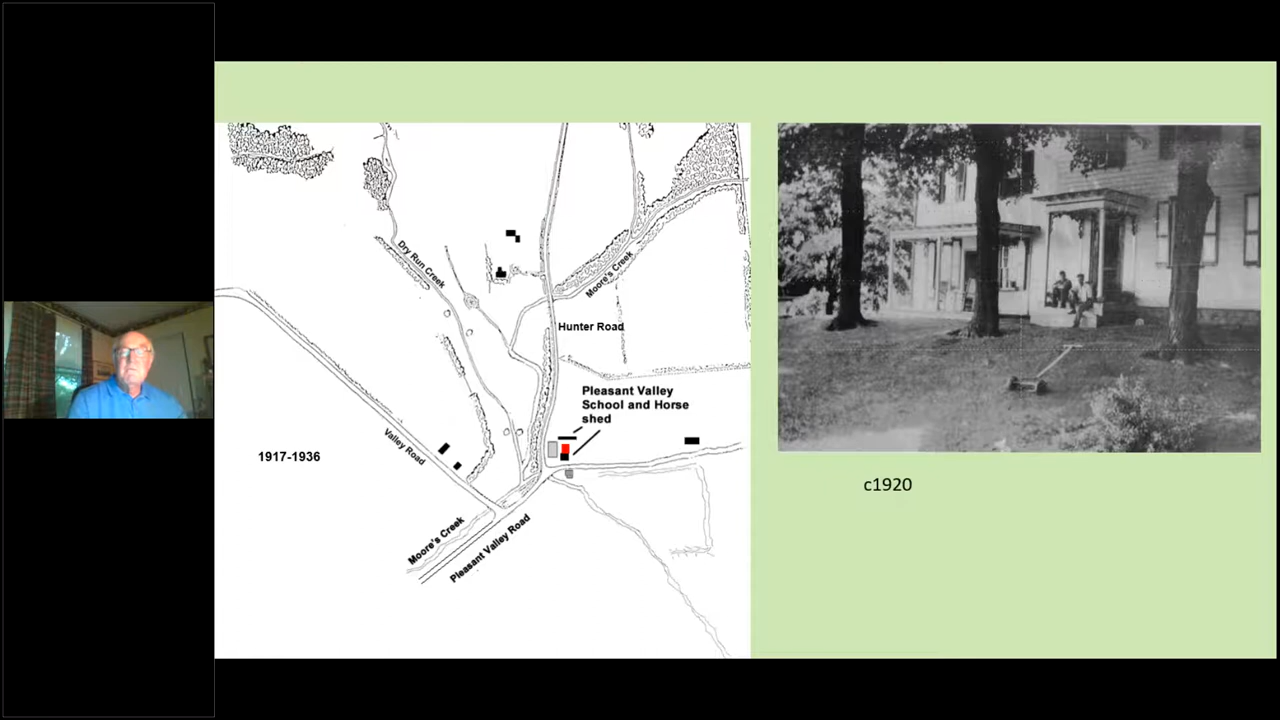 Dry Run Creek
Moore's Creek
Hunter Road
Pleasant Valley
School and Horse
shed
Valley Road
1917-1936
Moore's Creek
Pleasant Valley Road
c1920